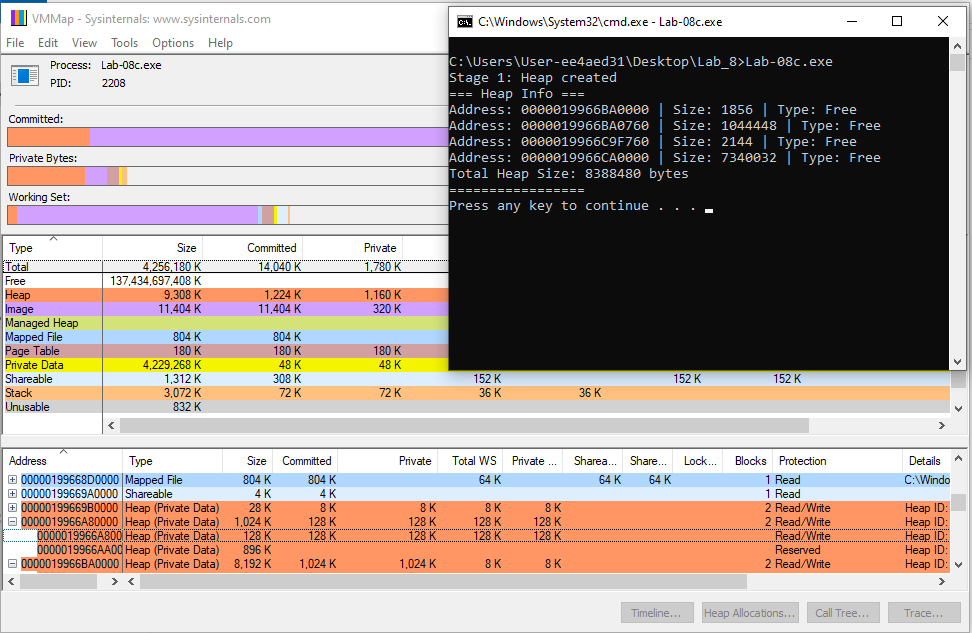 VMMap - Sysinternals: www.sysinternals.com
File Edit View Tools Options Help
Process: Lab-08c.exe
PID: 2208
Committed:
Private Bytes:
Working Set:
C:\Windows\System32\cmd.exe - Lab-08c.exe
C:\Users\User-ee4aed31\Desktop\Lab_8>Lab-08c.exe
Stage 1: Heap created
=== Heap Info ===
Address: 0000019966BA0000 | Size: 1856 | Type: Free
Address: 0000019966BA0760 | Size: 1044448 | Type: Free
Address: 0000019966C9F760 | Size: 2144 | Type: Free
Address: 0000019966CA0000 | Size: 7340032 | Type: Free
Total Heap Size: 8388480 bytes
=================
Press any key to continue . . .
Type Size Committed Private
Total 4,256,180 K 14,040 K 1,780 K
Free 137,434,697,408 K
Heap 9,308 K 1,224 K 1,160 K
Image 11,404 K 11,404 K 320 K
Managed Heap
Mapped File 804 K 804 K
Page Table 180 K 180 K 180 K
Private Data 4,229,268 K 48 K 48 K
Shareable 1,312 K 308 K 152 K 152 K 152 K
Stack 3,072 K 72 K 72 K 36 K 36 K
Unusable 832 K
Address Type Size Committed Private Total WS Private ... Sharea... Share... Lock... Blocks Protection Details
00000199668D0000 Mapped File 804 K 804 K 64 K 64 K 64 K 1 Read C:\Windo
00000199669A0000 Shareable 4 K 4 K 1 Read
00000199669B0000 Heap (Private Data) 28 K 8 K 8 K 8 K 8 K 2 Read/Write Heap ID:
0000019966A80000 Heap (Private Data) 1,024 K 128 K 128 K 128 K 128 K 2 Read/Write Heap ID:
0000019966A800 Heap (Private Data) 128 K 128 K 128 K 128 K 128 K Read/Write Heap ID:
0000019966AA00 Heap (Private Data) 896 K Reserved Heap ID:
0000019966BA0000 Heap (Private Data) 8,192 K 1,024 K 1,024 K 8 K 8 K 2 Read/Write Heap ID:
Timeline... Heap Allocations... Call Tree... Trace...